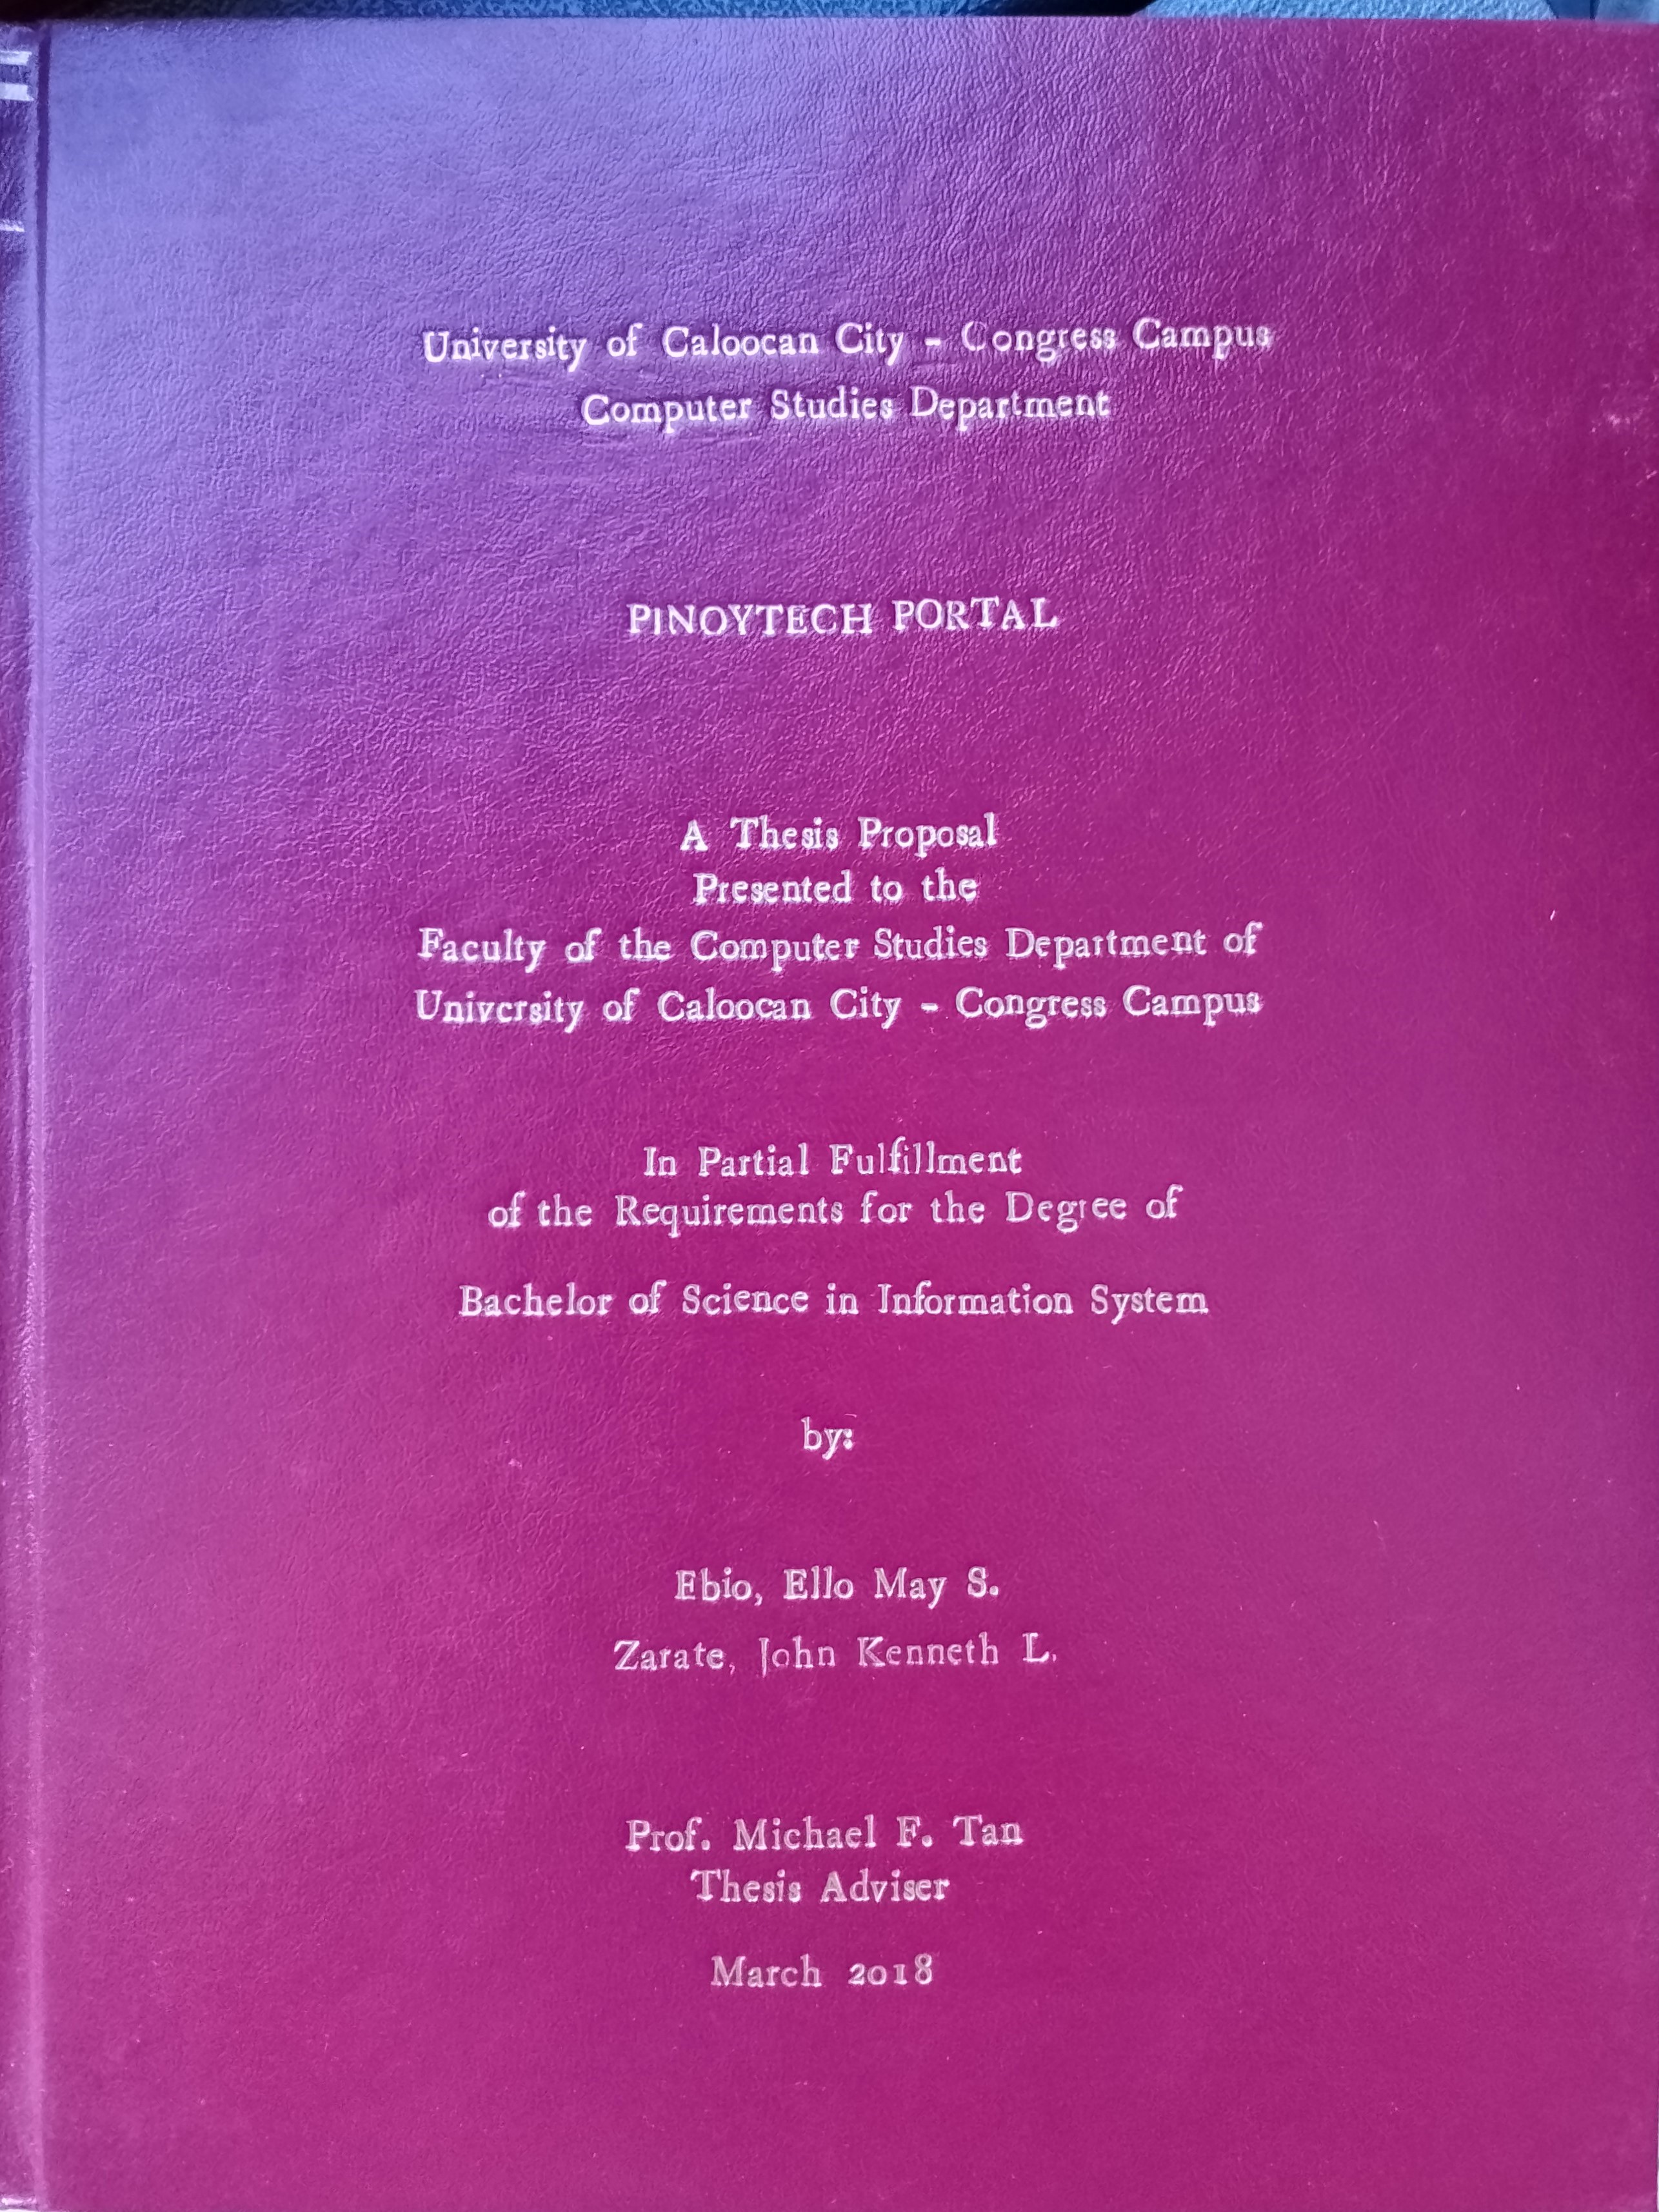 University of Caloocan City - Congress Campus
Computer Studies Department
PINOYTECH PORTAL
A Thesis Proposal
Presented to the
Faculty of the Computer Studies Department of
University of Caloocan City - Congress Campus
In Partial Fulfillment
of the Requirements for the Degree of
Bachelor of Science in Information System
by:
Ebio, Ello May S.
Zarate, John Kenneth L.
Prof. Michael F. Tan
Thesis Adviser
March 2018